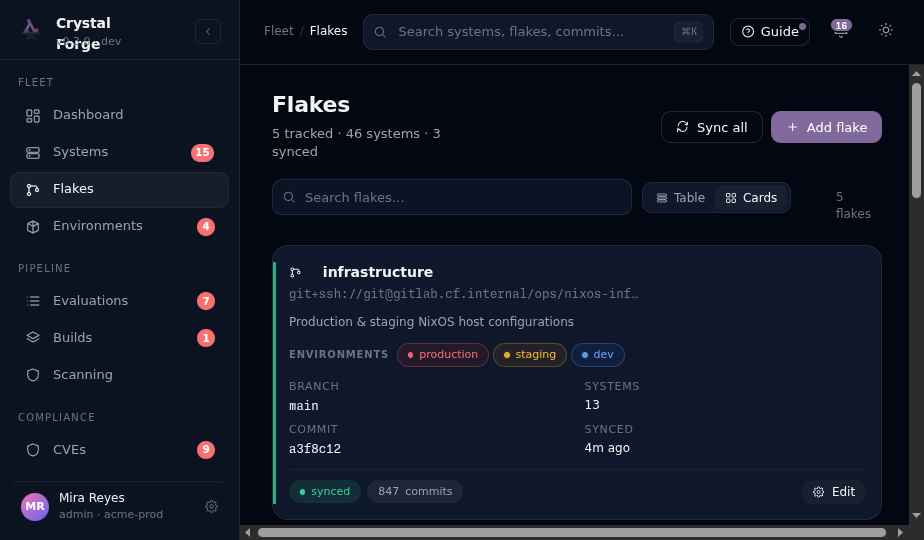 Crystal
Forge
dev
FLEET
Dashboard
Systems 15
Flakes
Environments 4
PIPELINE
Evaluations 7
Builds 1
Scanning
COMPLIANCE
CVEs 9
MR
Mira Reyes
admin · acme-prod
Fleet / Flakes
Search systems, flakes, commits... ⌘K
Guide
16
Flakes
5 tracked · 46 systems · 3
synced
Sync all
+ Add flake
Search flakes...
Table
Cards
5
flakes
infrastructure
git+ssh://git@gitlab.cf.internal/ops/nixos-inf…
Production & staging NixOS host configurations
ENVIRONMENTS production staging dev
BRANCH
main
SYSTEMS
13
COMMIT
a3f8c12
SYNCED
4m ago
synced
847 commits
Edit